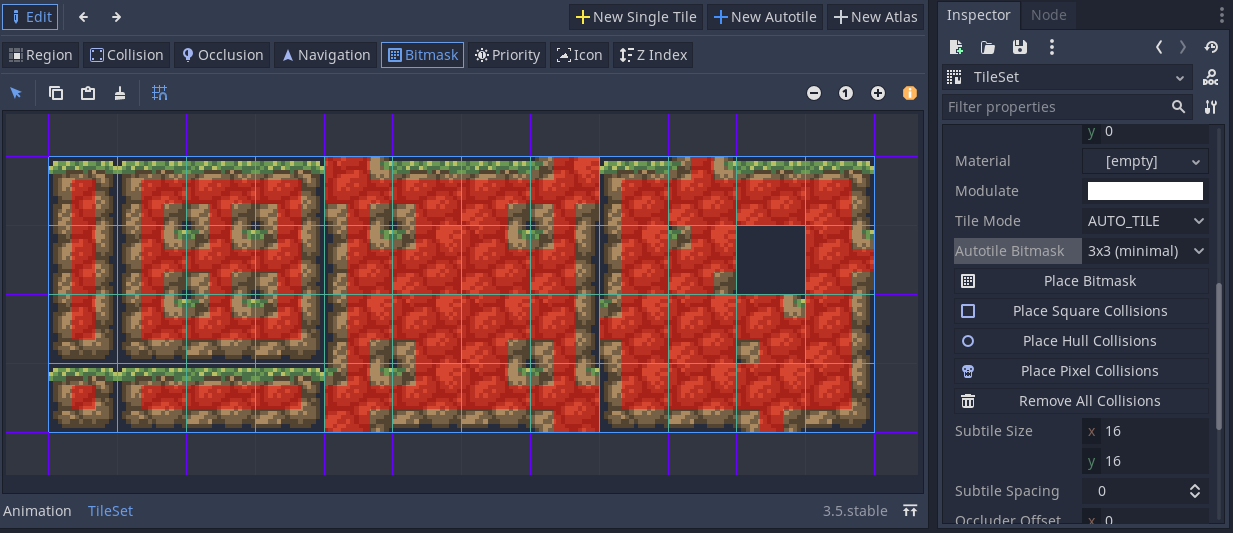 Edit
New Single Tile
New Autotile
New Atlas
Inspector
Node
Region
Collision
Occlusion
Navigation
Bitmask
Priority
Icon
Z Index
TileSet
DOC
Filter properties
y 0
Material [empty]
Modulate
Tile Mode AUTO_TILE
Autotile Bitmask 3x3 (minimal)
Place Bitmask
Place Square Collisions
Place Hull Collisions
Place Pixel Collisions
Remove All Collisions
Subtile Size x 16
y 16
Subtile Spacing 0
Occluder Offset x 0
Animation
TileSet
3.5.stable